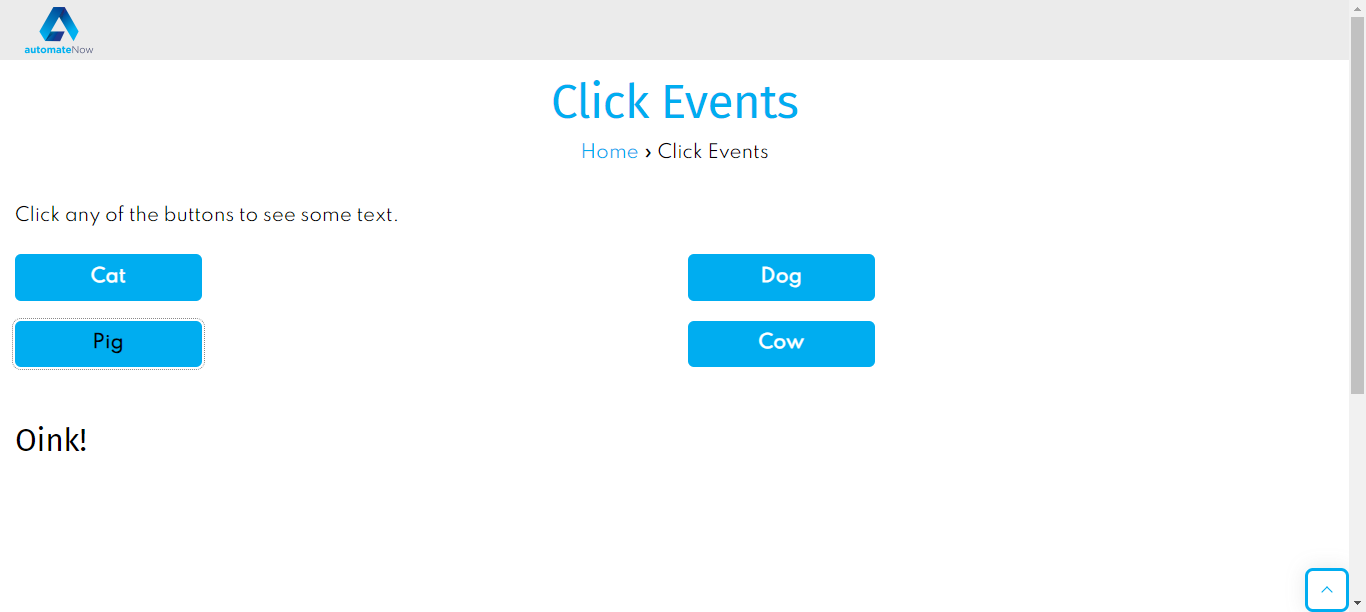 automateNow
Click Events
Home › Click Events
Click any of the buttons to see some text.
Cat
Dog
Pig
Cow
Oink!